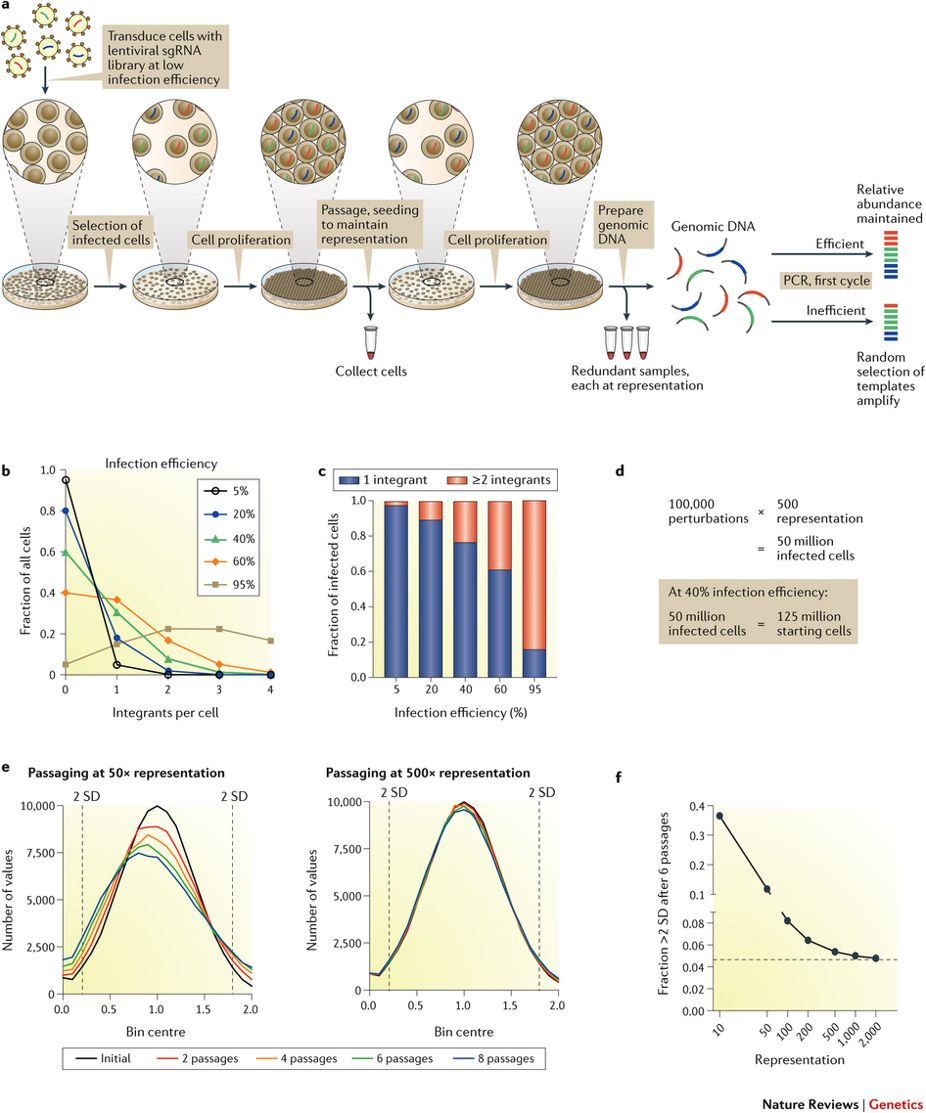 a
Transduce cells with
lentiviral sgRNA
library at low
infection efficiency
Selection of
infected cells
Cell proliferation
Passage, seeding
to maintain
representation
Cell proliferation
Prepare
genomic
DNA
Genomic DNA
Relative
abundance
maintained
Efficient
PCR, first cycle
Inefficient
Random
selection of
templates
amplify
Collect cells
Redundant samples,
each at representation
b
Infection efficiency
Fraction of all cells
1.0
0.8
0.6
0.4
0.2
0
5%
20%
40%
60%
95%
0 1 2 3 4
Integrants per cell
c
1 integrant ≥2 integrants
Fraction of infected cells
1.0
0.8
0.6
0.4
0.2
0.0
5 20 40 60 95
Infection efficiency (%)
d
100,000 perturbations × 500 representation
= 50 million infected cells
At 40% infection efficiency:
50 million infected cells = 125 million starting cells
e
Passaging at 50× representation
2 SD 2 SD
Number of values
10,000
7,500
5,000
2,500
0
0.0 0.5 1.0 1.5 2.0
Bin centre
Passaging at 500× representation
2 SD 2 SD
Number of values
10,000
7,500
5,000
2,500
0
0.0 0.5 1.0 1.5 2.0
Bin centre
Initial 2 passages 4 passages 6 passages 8 passages
f
Fraction >2 SD after 6 passages
0.4
0.3
0.2
0.1
0.08
0.06
0.04
0.02
0.00
10 50 100 200 500 1,000 2,000
Representation
Nature Reviews | Genetics